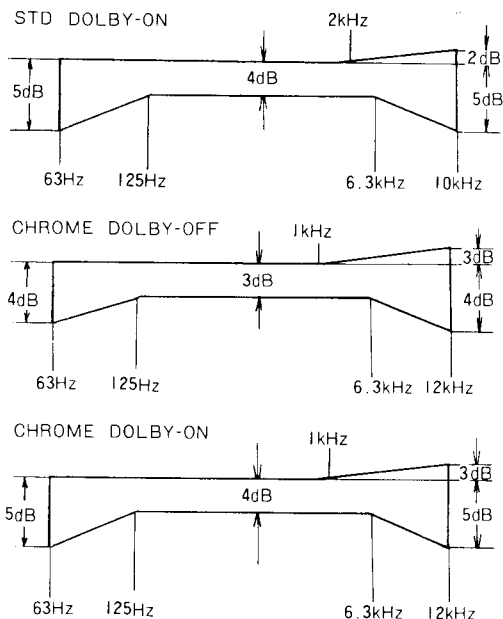 STD DOLBY-ON
2kHz
2dB
4dB
5dB
5dB
63Hz
125Hz
6.3kHz
10kHz
CHROME DOLBY-OFF
1kHz
3dB
3dB
4dB
4dB
63Hz
125Hz
6.3kHz
12kHz
CHROME DOLBY-ON
1kHz
3dB
4dB
5dB
5dB
63Hz
125Hz
6.3kHz
12kHz